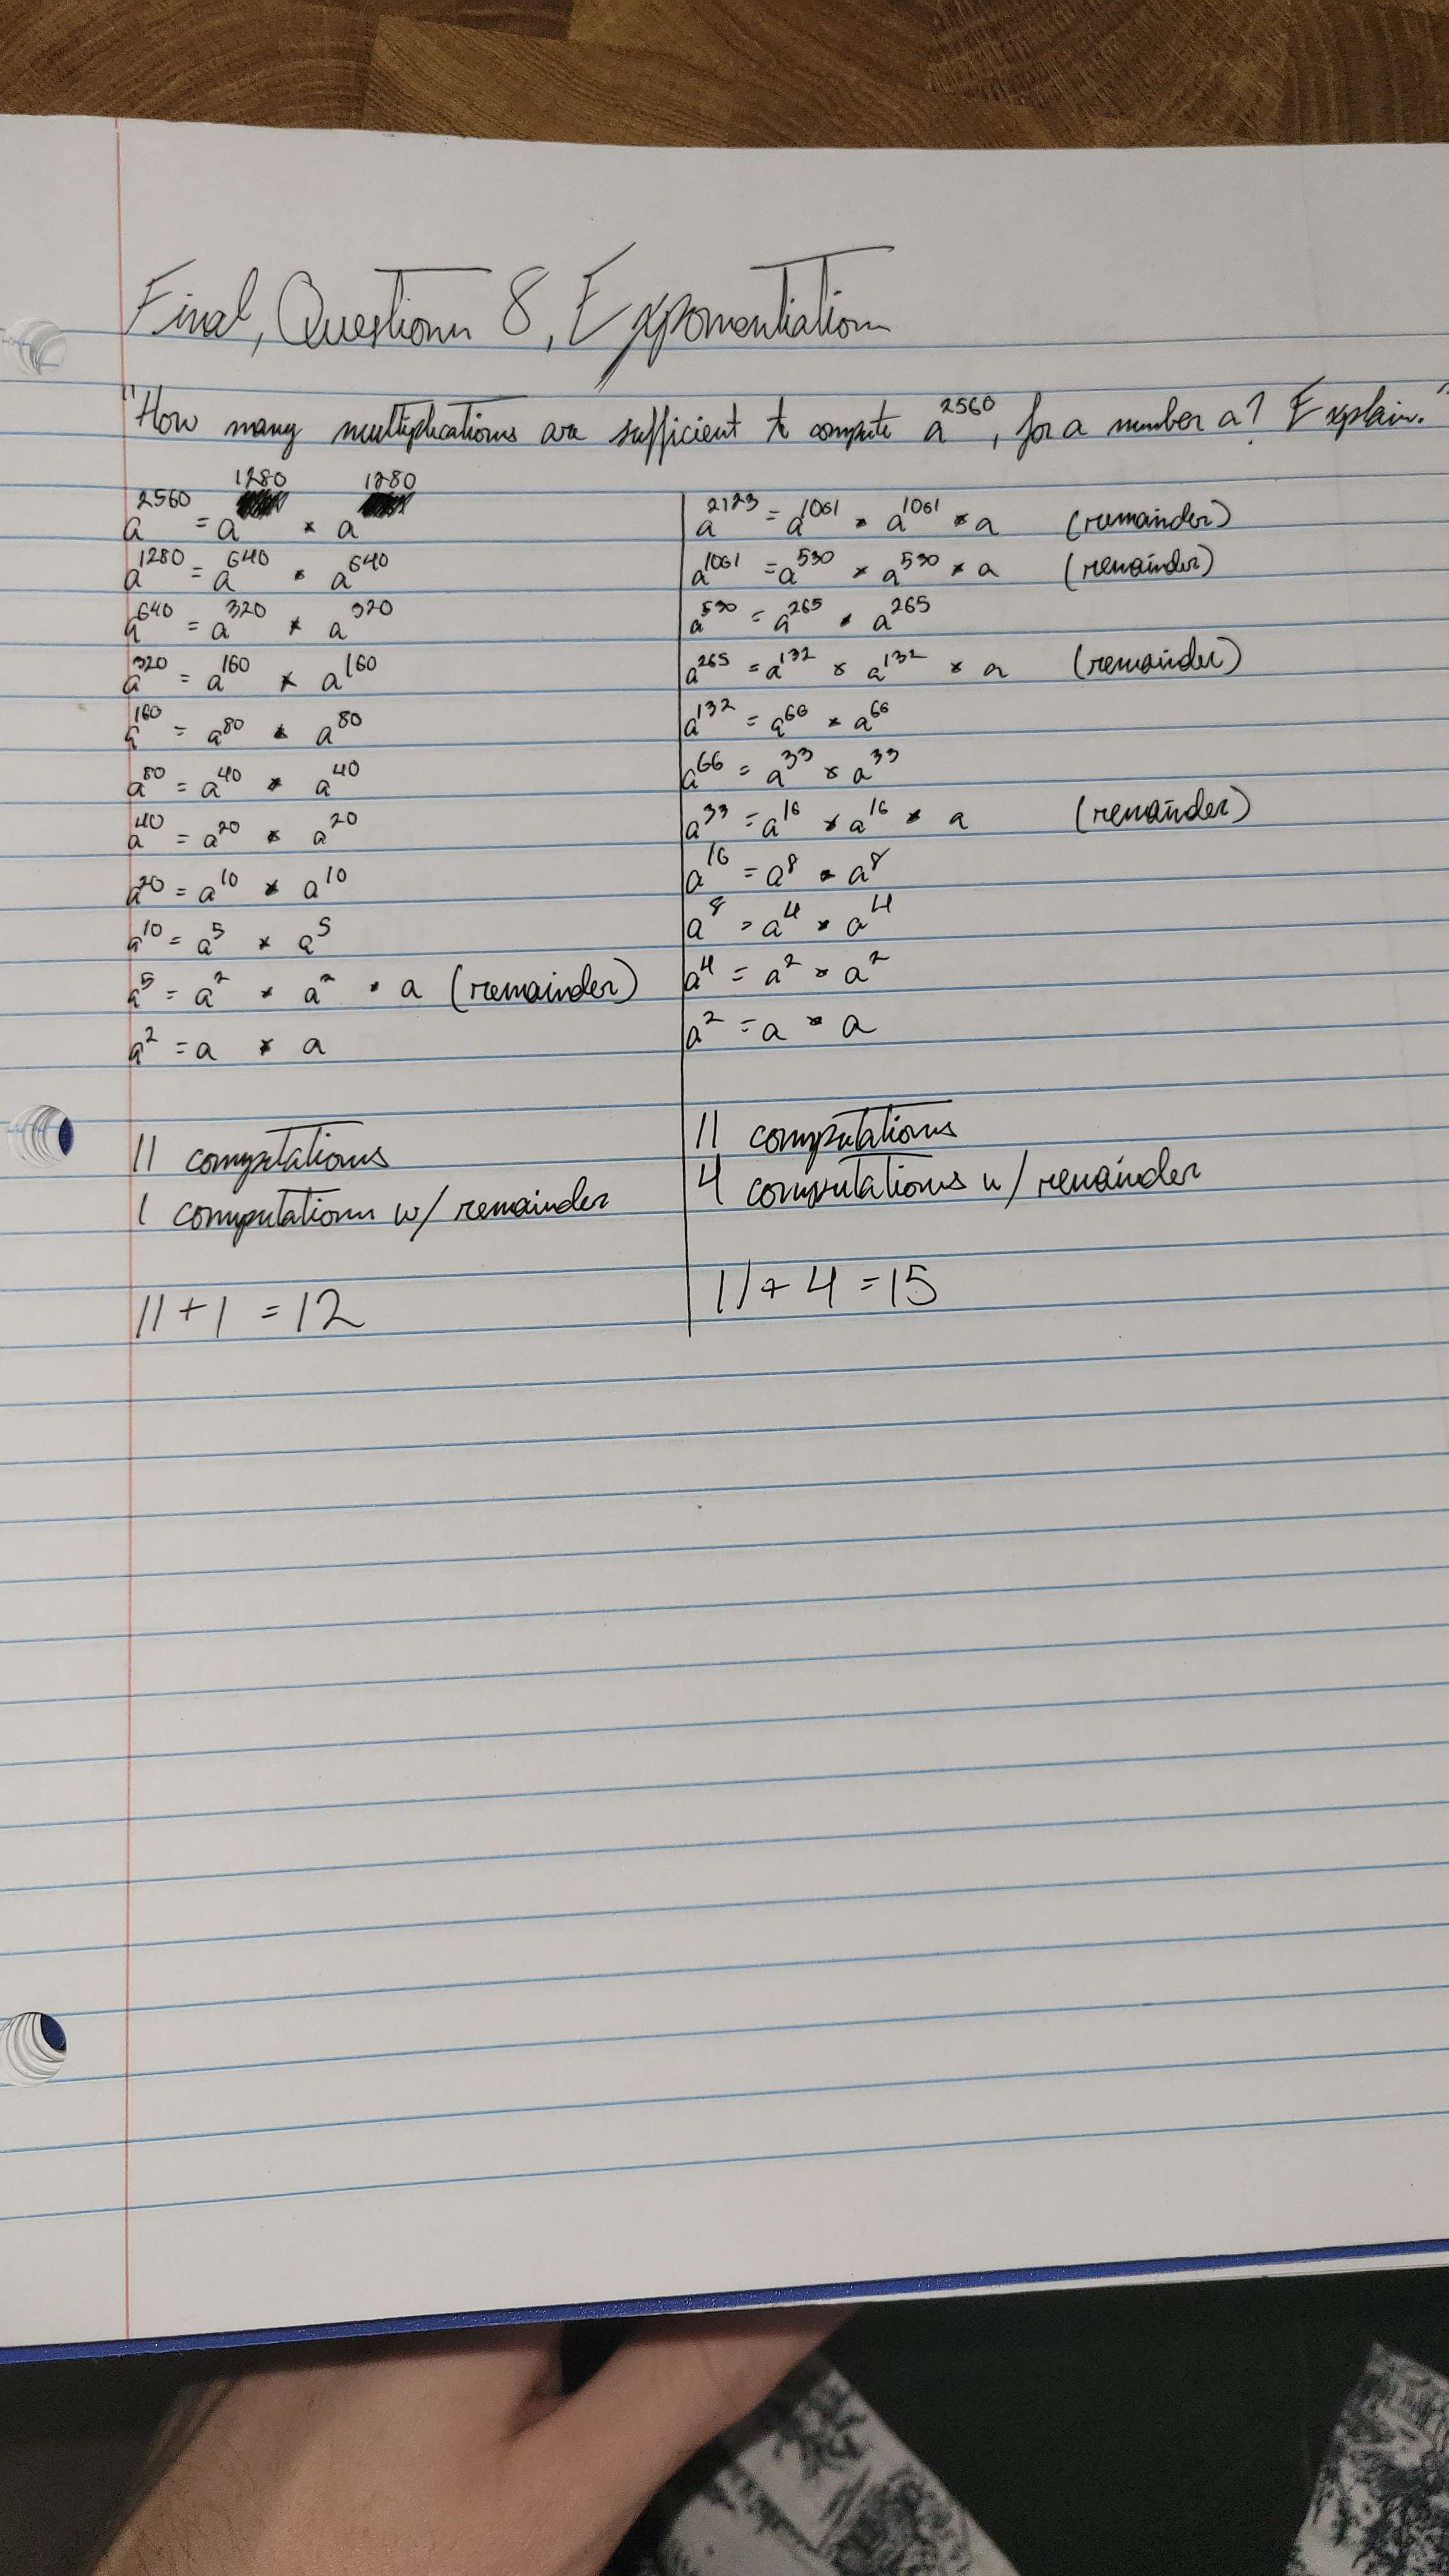 Final, Question 8, Exponentiation
"How many multiplications are sufficient to compute a^2560, for a number a? Explain."
a^2560 = a^1280 * a^1280
a^1280 = a^640 * a^640
a^640 = a^320 * a^320
a^320 = a^160 * a^160
a^160 = a^80 * a^80
a^80 = a^40 * a^40
a^40 = a^20 * a^20
a^20 = a^10 * a^10
a^10 = a^5 * a^5
a^5 = a^2 * a^2 * a (remainder)
a^2 = a * a
11 computations
1 computation w/ remainder
11 + 1 = 12
a^2123 = a^1061 * a^1061 * a (remainder)
a^1061 = a^530 * a^530 * a (remainder)
a^530 = a^265 * a^265
a^265 = a^132 * a^132 * a (remainder)
a^132 = a^66 * a^66
a^66 = a^33 * a^33
a^33 = a^16 * a^16 * a (remainder)
a^16 = a^8 * a^8
a^8 = a^4 * a^4
a^4 = a^2 * a^2
a^2 = a * a
11 computations
4 computations w/ remainder
11 + 4 = 15